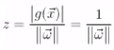 z = |g(x⃗)| / ‖ω⃗‖ = 1 / ‖ω⃗‖